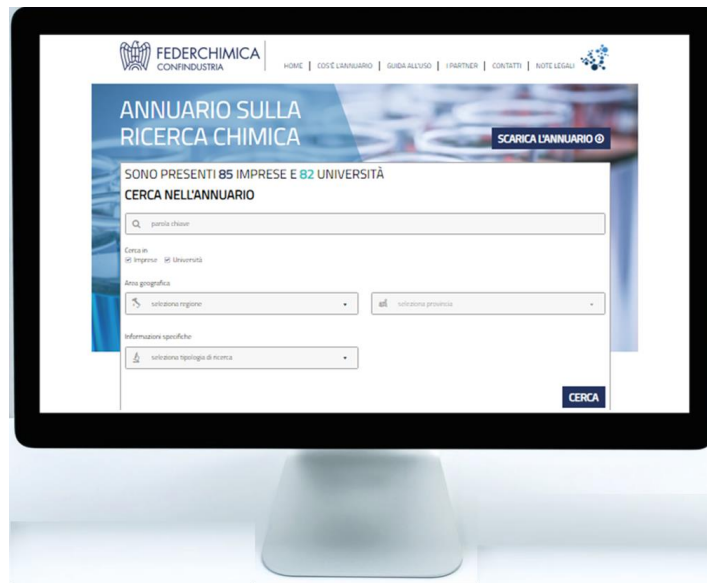 FEDERCHIMICA
CONFINDUSTRIA
HOME | COS'È L'ANNUARIO | GUIDA ALL'USO | I PARTNER | CONTATTI | NOTE LEGALI
ANNUARIO SULLA
RICERCA CHIMICA
SCARICA L'ANNUARIO
SONO PRESENTI 85 IMPRESE E 82 UNIVERSITÀ
CERCA NELL'ANNUARIO
parola chiave
Cerca in
Imprese Università
Area geografica
seleziona regione seleziona provincia
Informazioni specifiche
seleziona tipologia di ricerca
CERCA